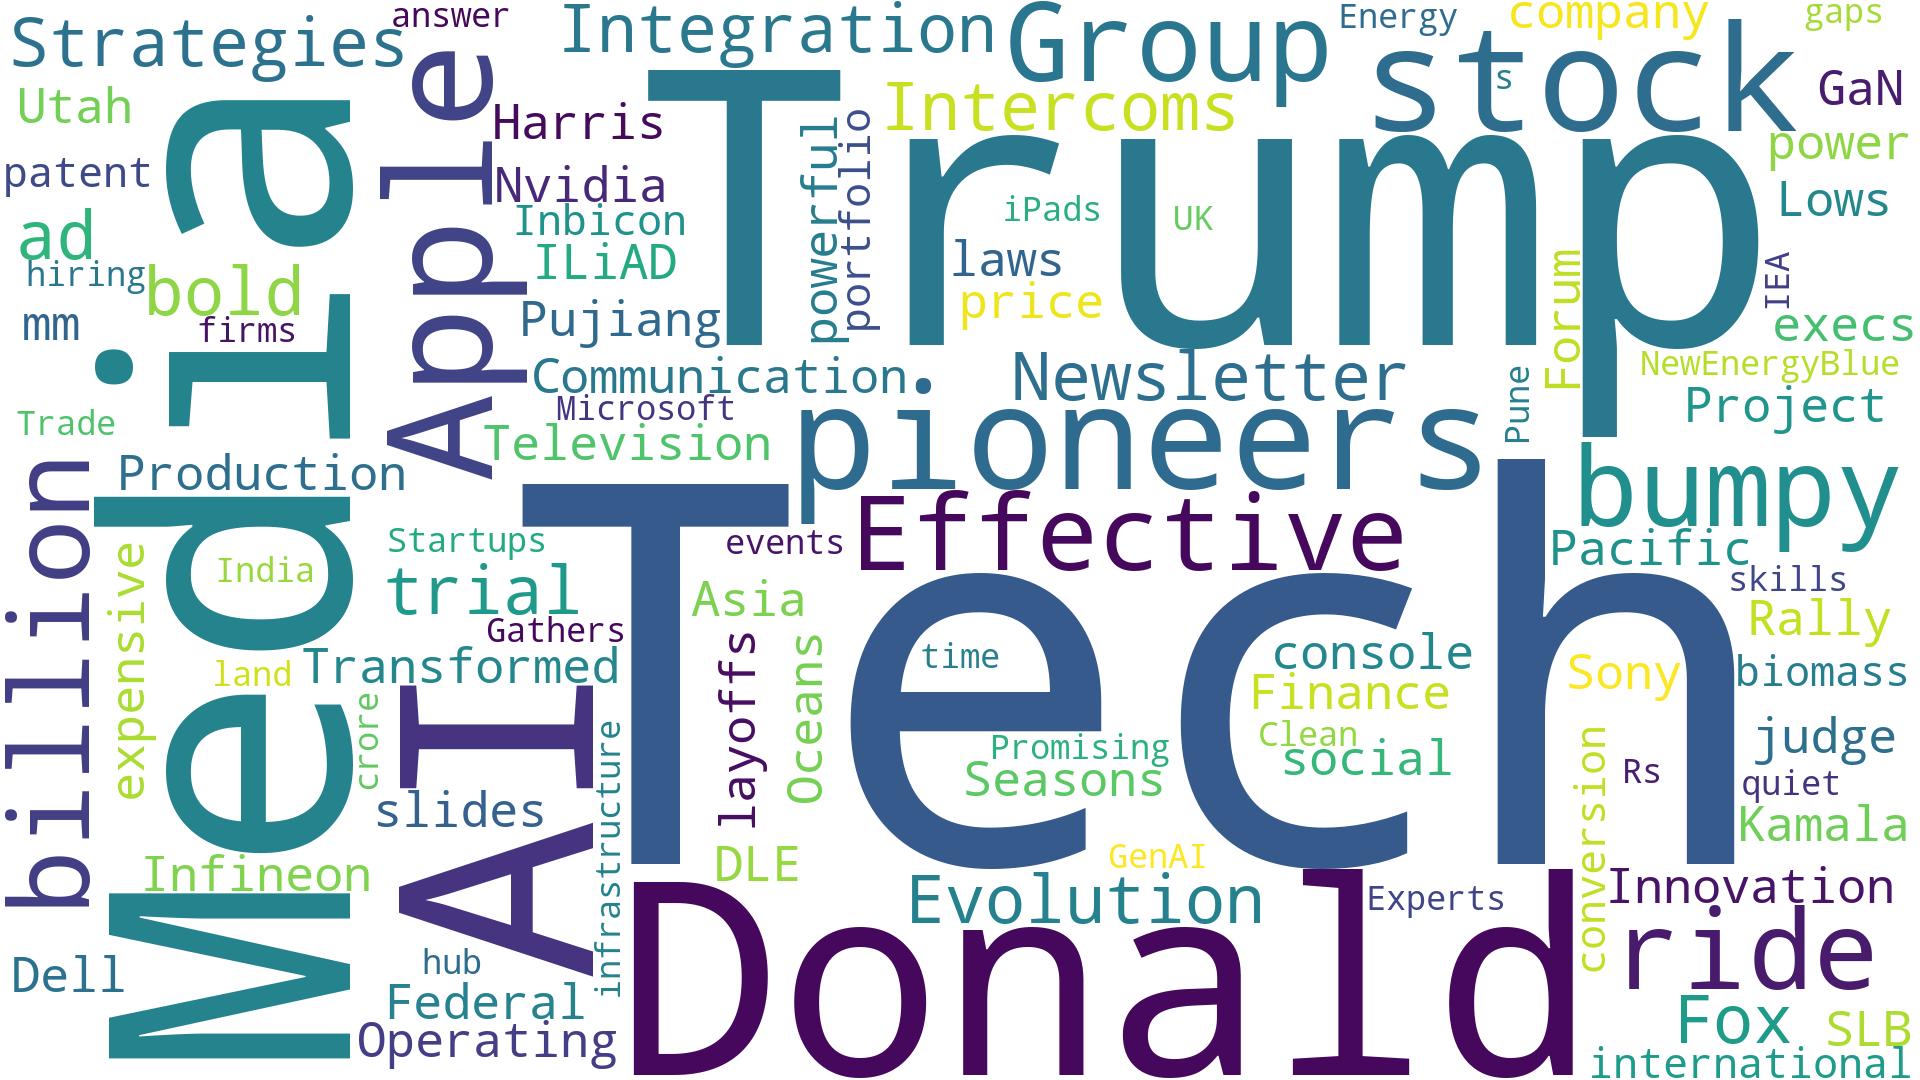 answer
Strategies
Integration
Group
Energy
company
gaps
stock
s
Utah
Apple
Harris
Trump
Intercoms
GaN
patent
Media
Nvidia
powerful
portfolio
power
ad
Inbicon
iPads
UK
Lows
hiring
bold
ILiAD
laws
Forum
IEA
mm
firms
Pujiang
price
execs
Communication
Newsletter
NewEnergyBlue
Trade
Microsoft
pioneers
Pune
Project
Television
billion
Production
Tech
Effective
bumpy
expensive
India
Startups
events
Pacific
trial
Asia
skills
Gathers
layoffs
Oceans
Rally
land
Transformed
time
console
Sony
biomass
crore
AI
infrastructure
Finance
Promising
Clean
conversion
judge
slides
Seasons
social
Rs
quiet
Infineon
DLE
GenAI
Kamala
Donald
Evolution
Experts
Innovation
Dell
hub
ride
Federal
Fox
SLB
Operating
international